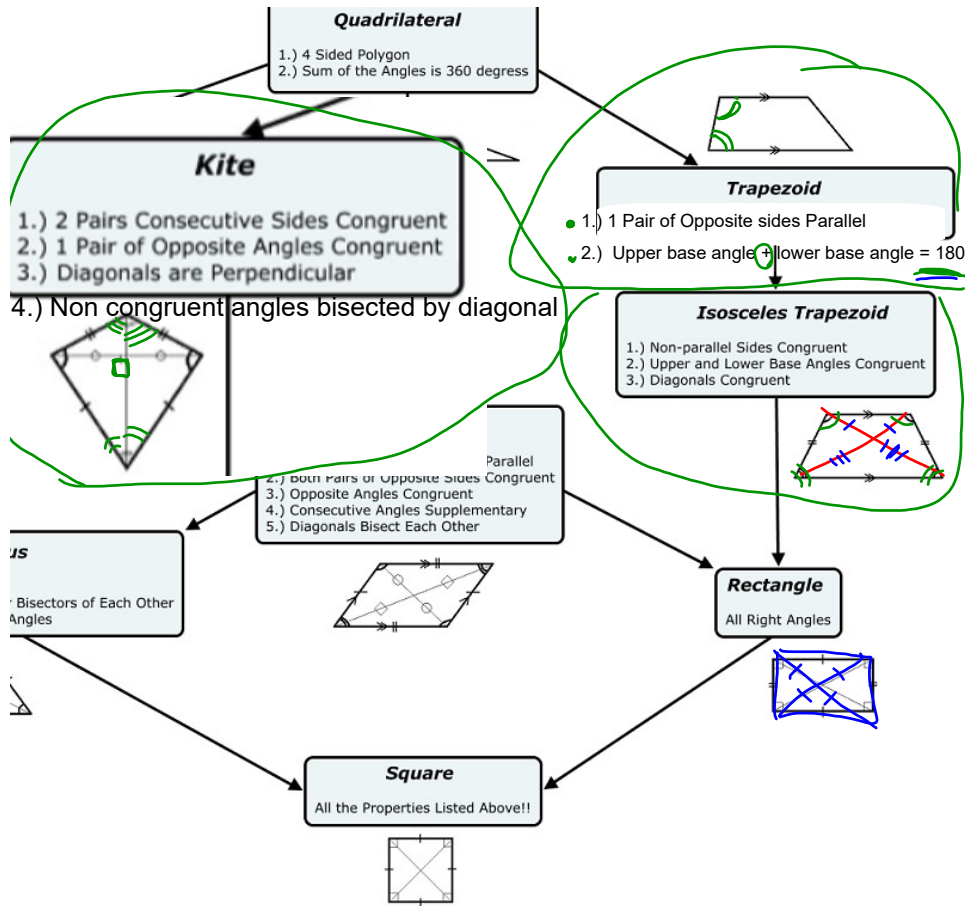 Quadrilateral
1.) 4 Sided Polygon
2.) Sum of the Angles is 360 degress
Kite
1.) 2 Pairs Consecutive Sides Congruent
2.) 1 Pair of Opposite Angles Congruent
3.) Diagonals are Perpendicular
4.) Non congruent angles bisected by diagonal
Trapezoid
1.) 1 Pair of Opposite sides Parallel
2.) Upper base angle + lower base angle = 180
Isosceles Trapezoid
1.) Non-parallel Sides Congruent
2.) Upper and Lower Base Angles Congruent
3.) Diagonals Congruent
Parallel
2.) Both Pairs of Opposite Sides Congruent
3.) Opposite Angles Congruent
4.) Consecutive Angles Supplementary
5.) Diagonals Bisect Each Other
us
Bisectors of Each Other
Angles
Rectangle
All Right Angles
Square
All the Properties Listed Above!!